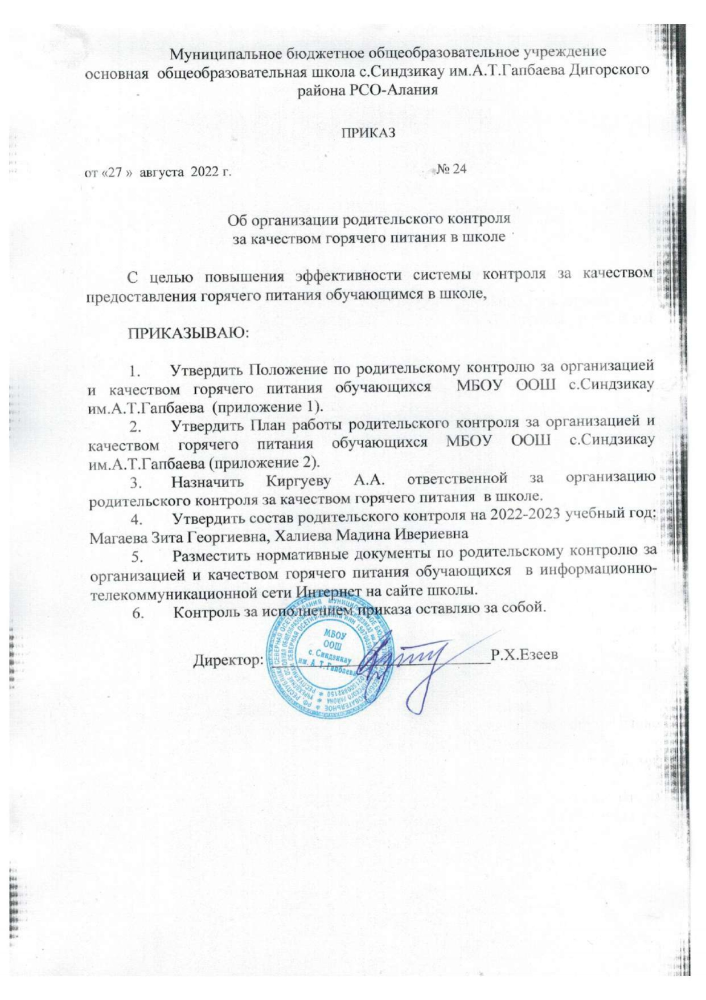 Муниципальное бюджетное общеобразовательное учреждение
основная общеобразовательная школа с.Синдзикау им.А.Т.Гапбаева Дигорского
района РСО-Алания
ПРИКАЗ
от «27 » августа 2022 г. № 24
Об организации родительского контроля
за качеством горячего питания в школе
С целью повышения эффективности системы контроля за качеством
предоставления горячего питания обучающимся в школе,
ПРИКАЗЫВАЮ:
1. Утвердить Положение по родительскому контролю за организацией
и качеством горячего питания обучающихся МБОУ ООШ с.Синдзикау
им.А.Т.Гапбаева (приложение 1).
2. Утвердить План работы родительского контроля за организацией и
качеством горячего питания обучающихся МБОУ ООШ с.Синдзикау
им.А.Т.Гапбаева (приложение 2).
3. Назначить Киргуеву А.А. ответственной за организацию
родительского контроля за качеством горячего питания в школе.
4. Утвердить состав родительского контроля на 2022-2023 учебный год:
Магаева Зита Георгиевна, Халиева Мадина Ивериевна
5. Разместить нормативные документы по родительскому контролю за
организацией и качеством горячего питания обучающихся в информационно-
телекоммуникационной сети Интернет на сайте школы.
6. Контроль за исполнением приказа оставляю за собой.
МБОУ
ООШ
с. Синдзикау
им. А. Т. Гапбаева
Директор: Р.Х.Езеев